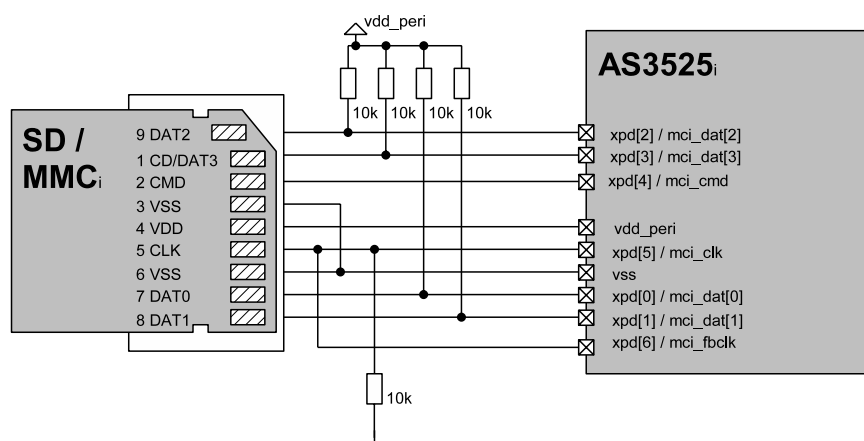 vdd_peri
10k
10k
10k
10k
SD /
MMCi
9 DAT2
1 CD/DAT3
2 CMD
3 VSS
4 VDD
5 CLK
6 VSS
7 DAT0
8 DAT1
AS3525i
xpd[2] / mci_dat[2]
xpd[3] / mci_dat[3]
xpd[4] / mci_cmd
vdd_peri
xpd[5] / mci_clk
vss
xpd[0] / mci_dat[0]
xpd[1] / mci_dat[1]
xpd[6] / mci_fbclk
10k